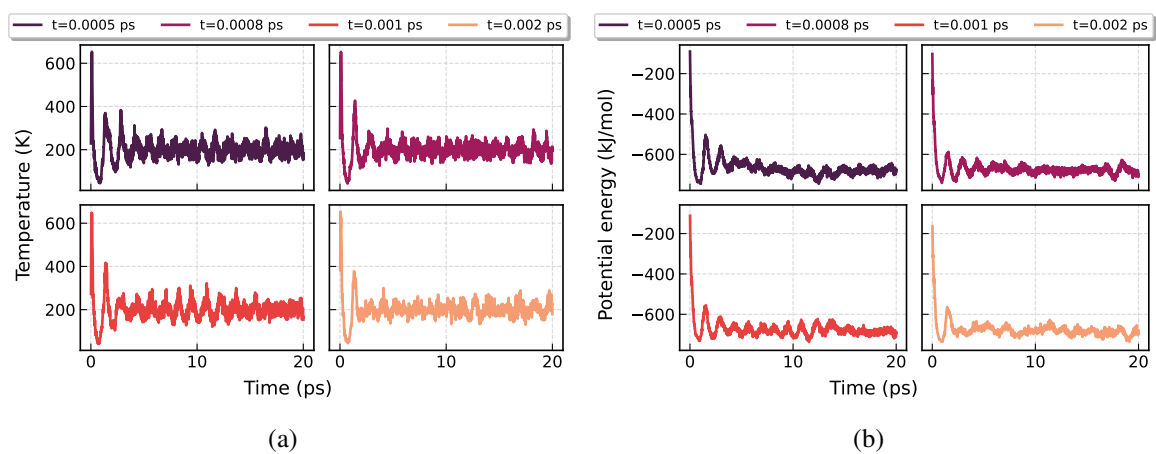 t=0.0005 ps t=0.0008 ps t=0.001 ps t=0.002 ps
Temperature (K)
600
400
200
600
400
200
0 10 20 0 10 20
Time (ps)
(a)
t=0.0005 ps t=0.0008 ps t=0.001 ps t=0.002 ps
Potential energy (kJ/mol)
−200
−400
−600
−200
−400
−600
0 10 20 0 10 20
Time (ps)
(b)